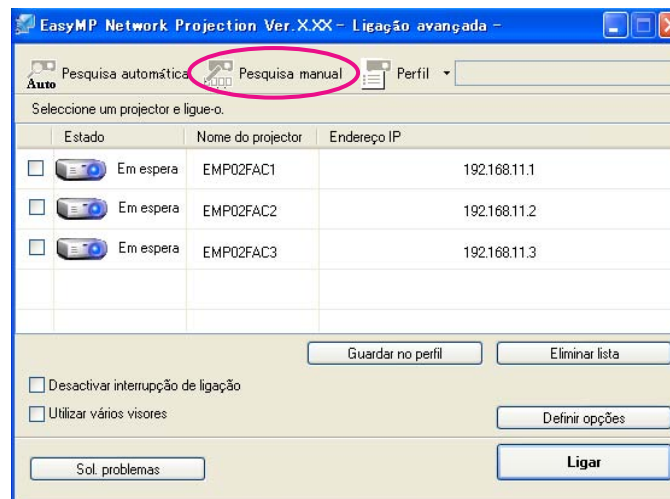 EasyMP Network Projection Ver.X.XX – Ligação avançada –
Auto Pesquisa automática Pesquisa manual Perfil
Seleccione um projector e ligue-o.
Estado Nome do projector Endereço IP
Em espera EMP02FAC1 192.168.11.1
Em espera EMP02FAC2 192.168.11.2
Em espera EMP02FAC3 192.168.11.3
Guardar no perfil Eliminar lista
Desactivar interrupção de ligação
Utilizar vários visores
Definir opções
Sol. problemas Ligar